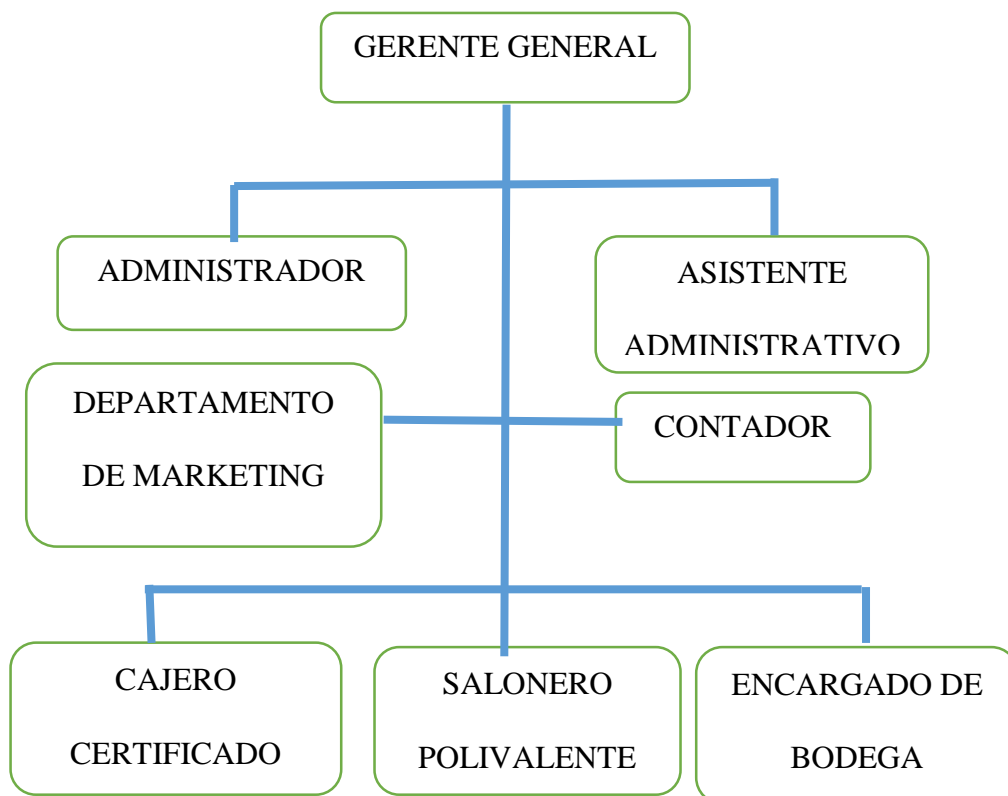 GERENTE GENERAL
ADMINISTRADOR
ASISTENTE
ADMINISTRATIVO
DEPARTAMENTO
DE MARKETING
CONTADOR
CAJERO
CERTIFICADO
SALONERO
POLIVALENTE
ENCARGADO DE
BODEGA